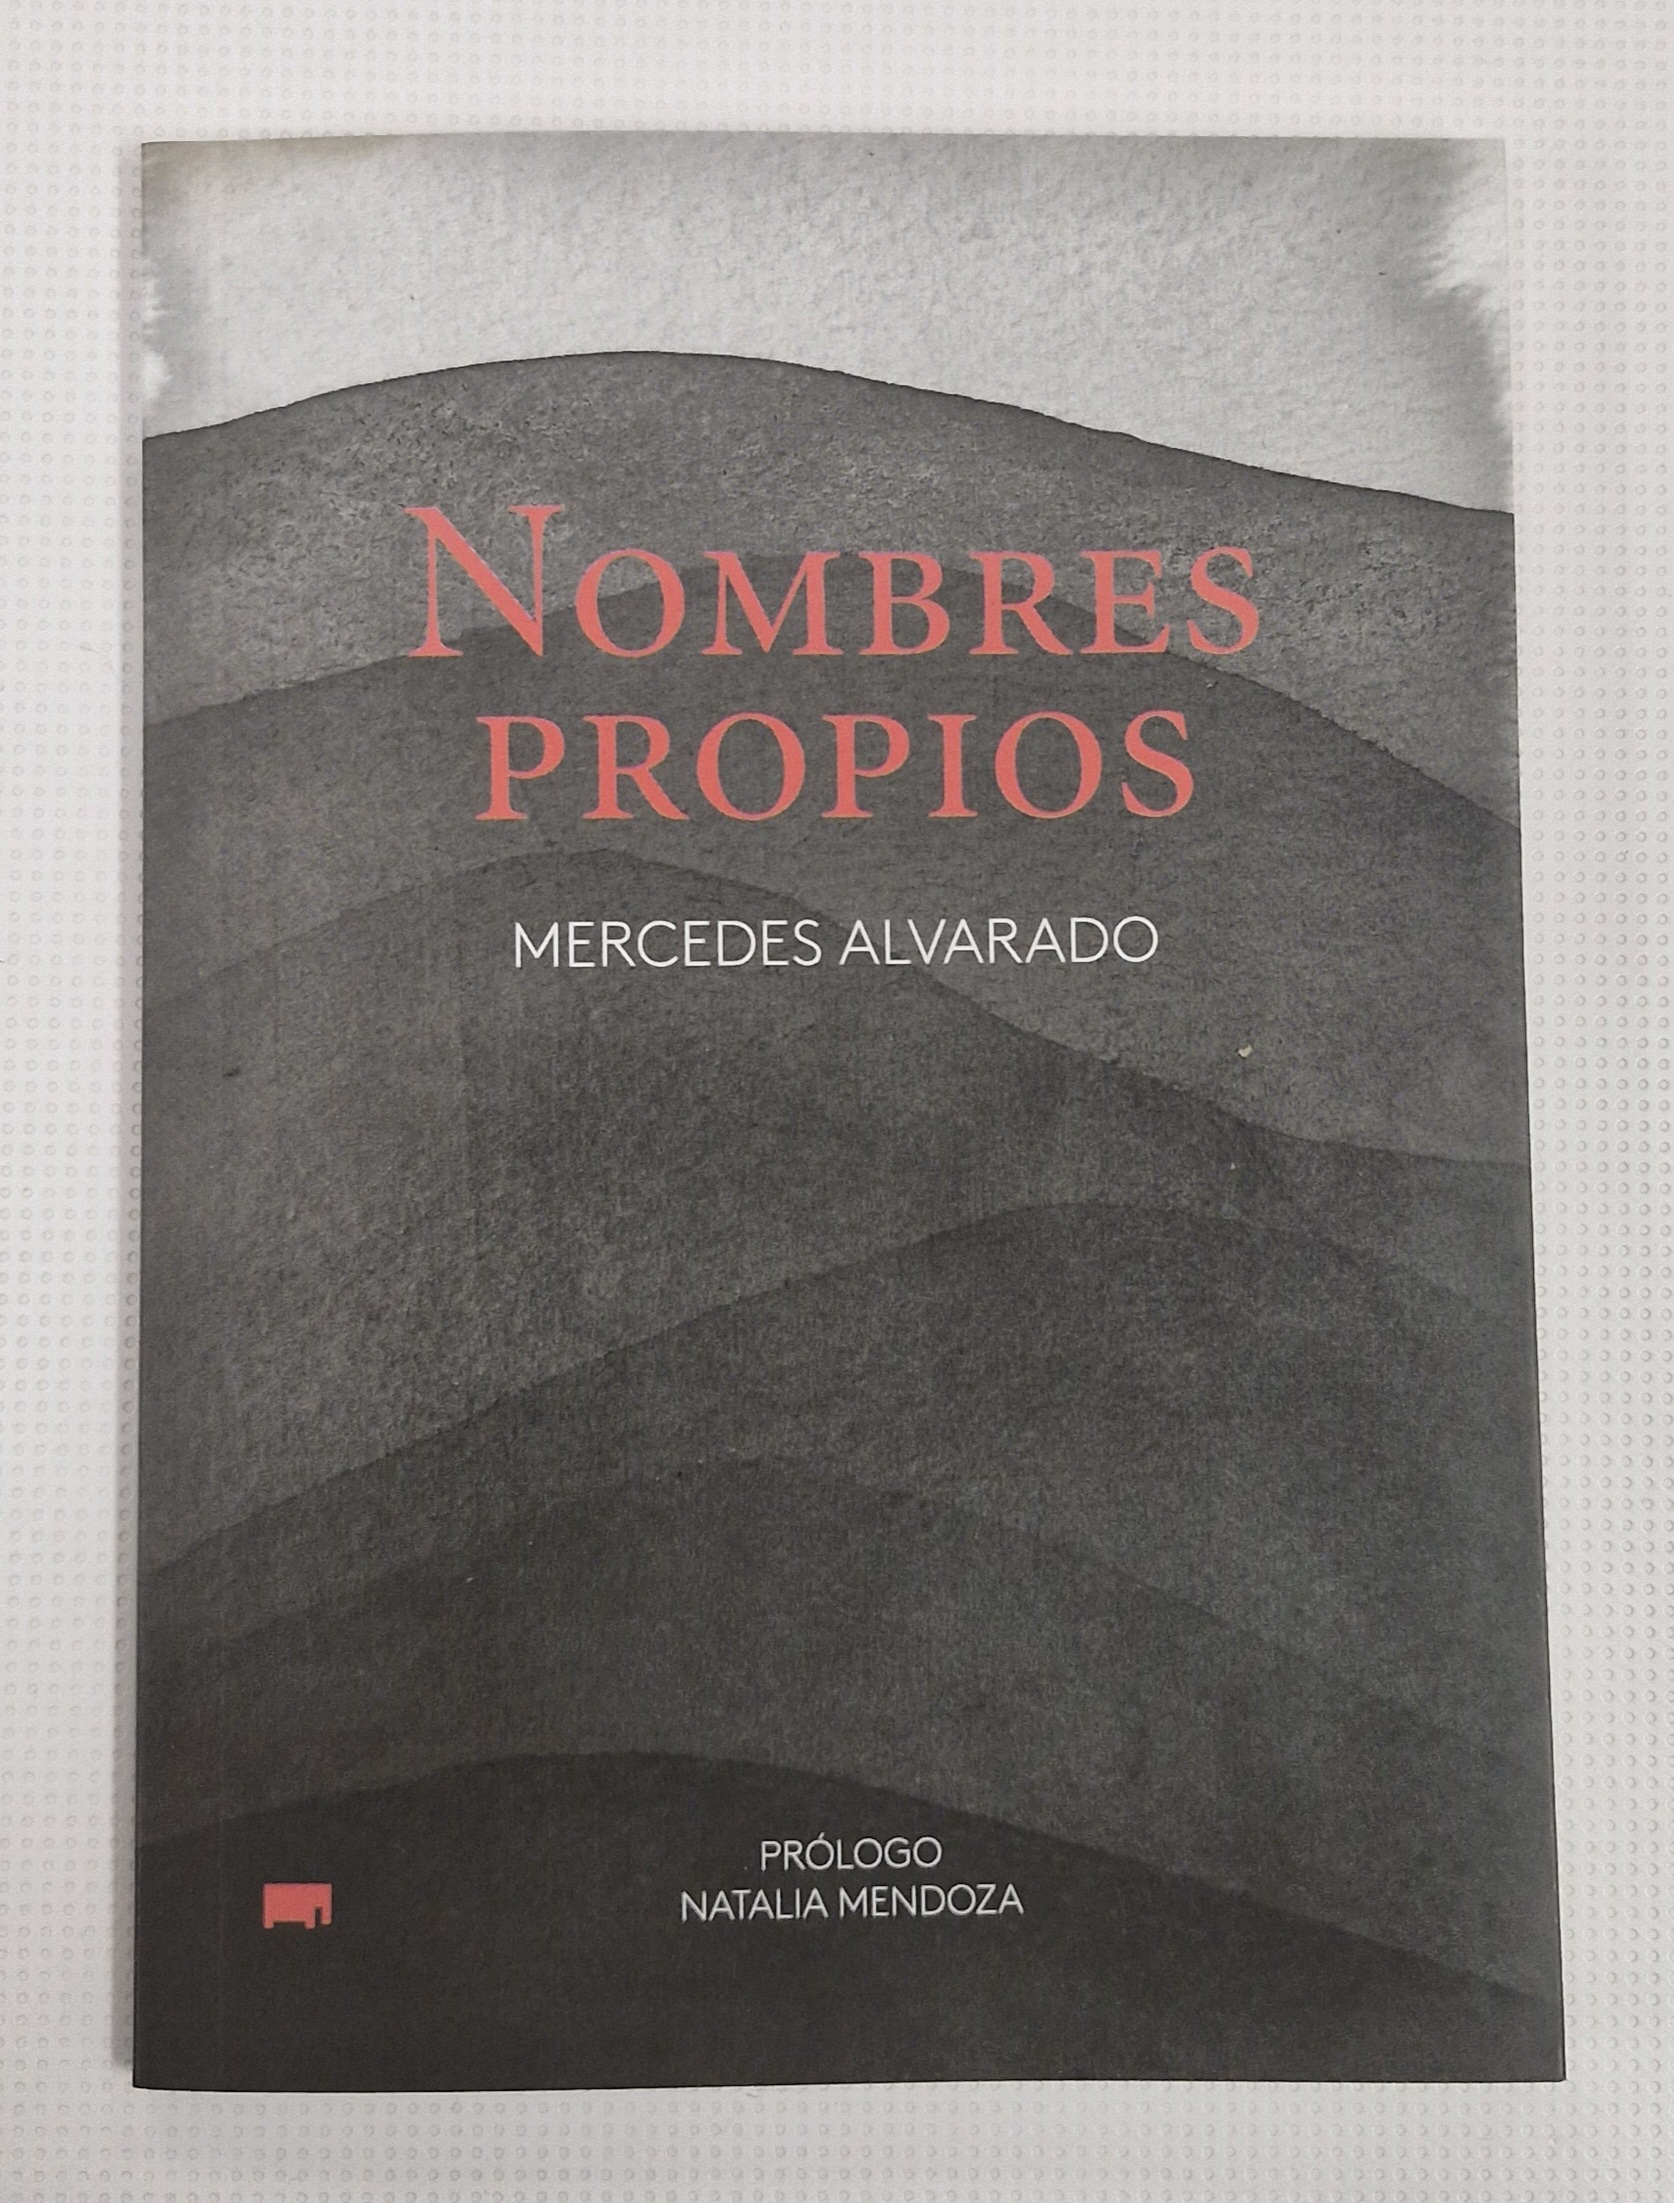 NOMBRES
PROPIOS
MERCEDES ALVARADO
PRÓLOGO
NATALIA MENDOZA